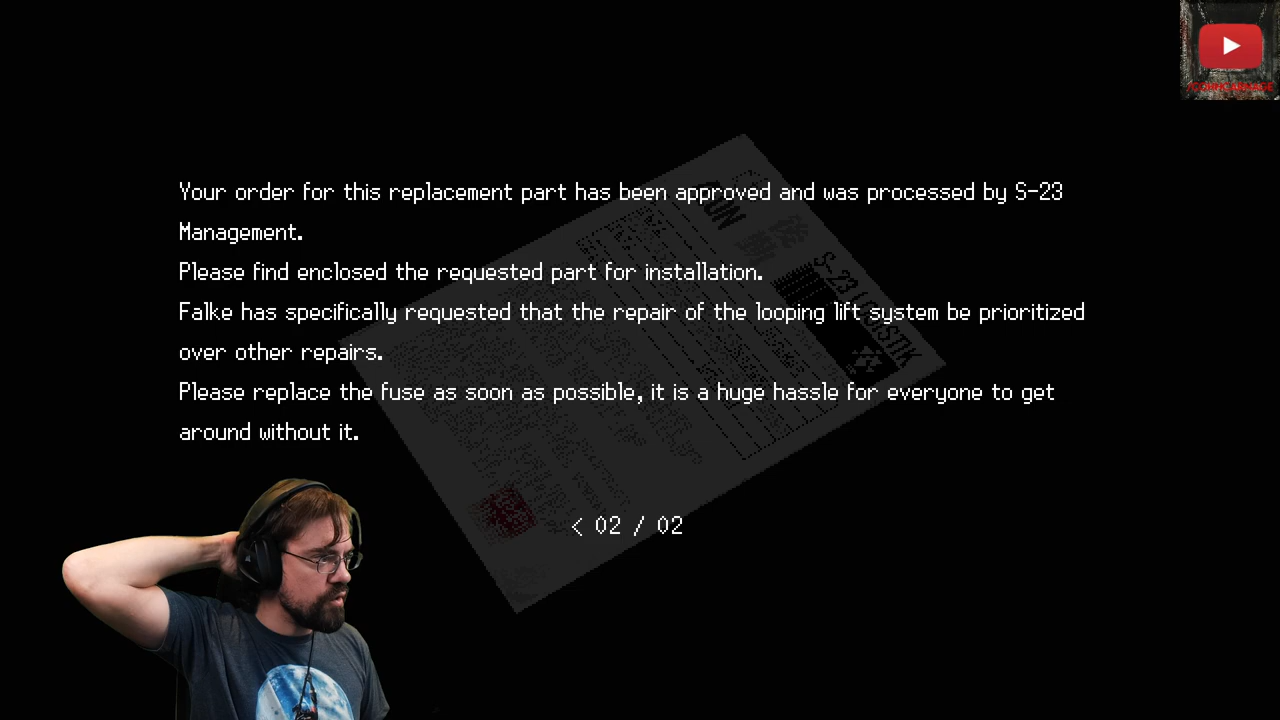 /COHHCARNAGE
Your order for this replacement part has been approved and was processed by S-23
Management.
Please find enclosed the requested part for installation.
Falke has specifically requested that the repair of the looping lift system be prioritized
over other repairs.
Please replace the fuse as soon as possible, it is a huge hassle for everyone to get
around without it.
< 02 / 02
S-23 LOGISTIK